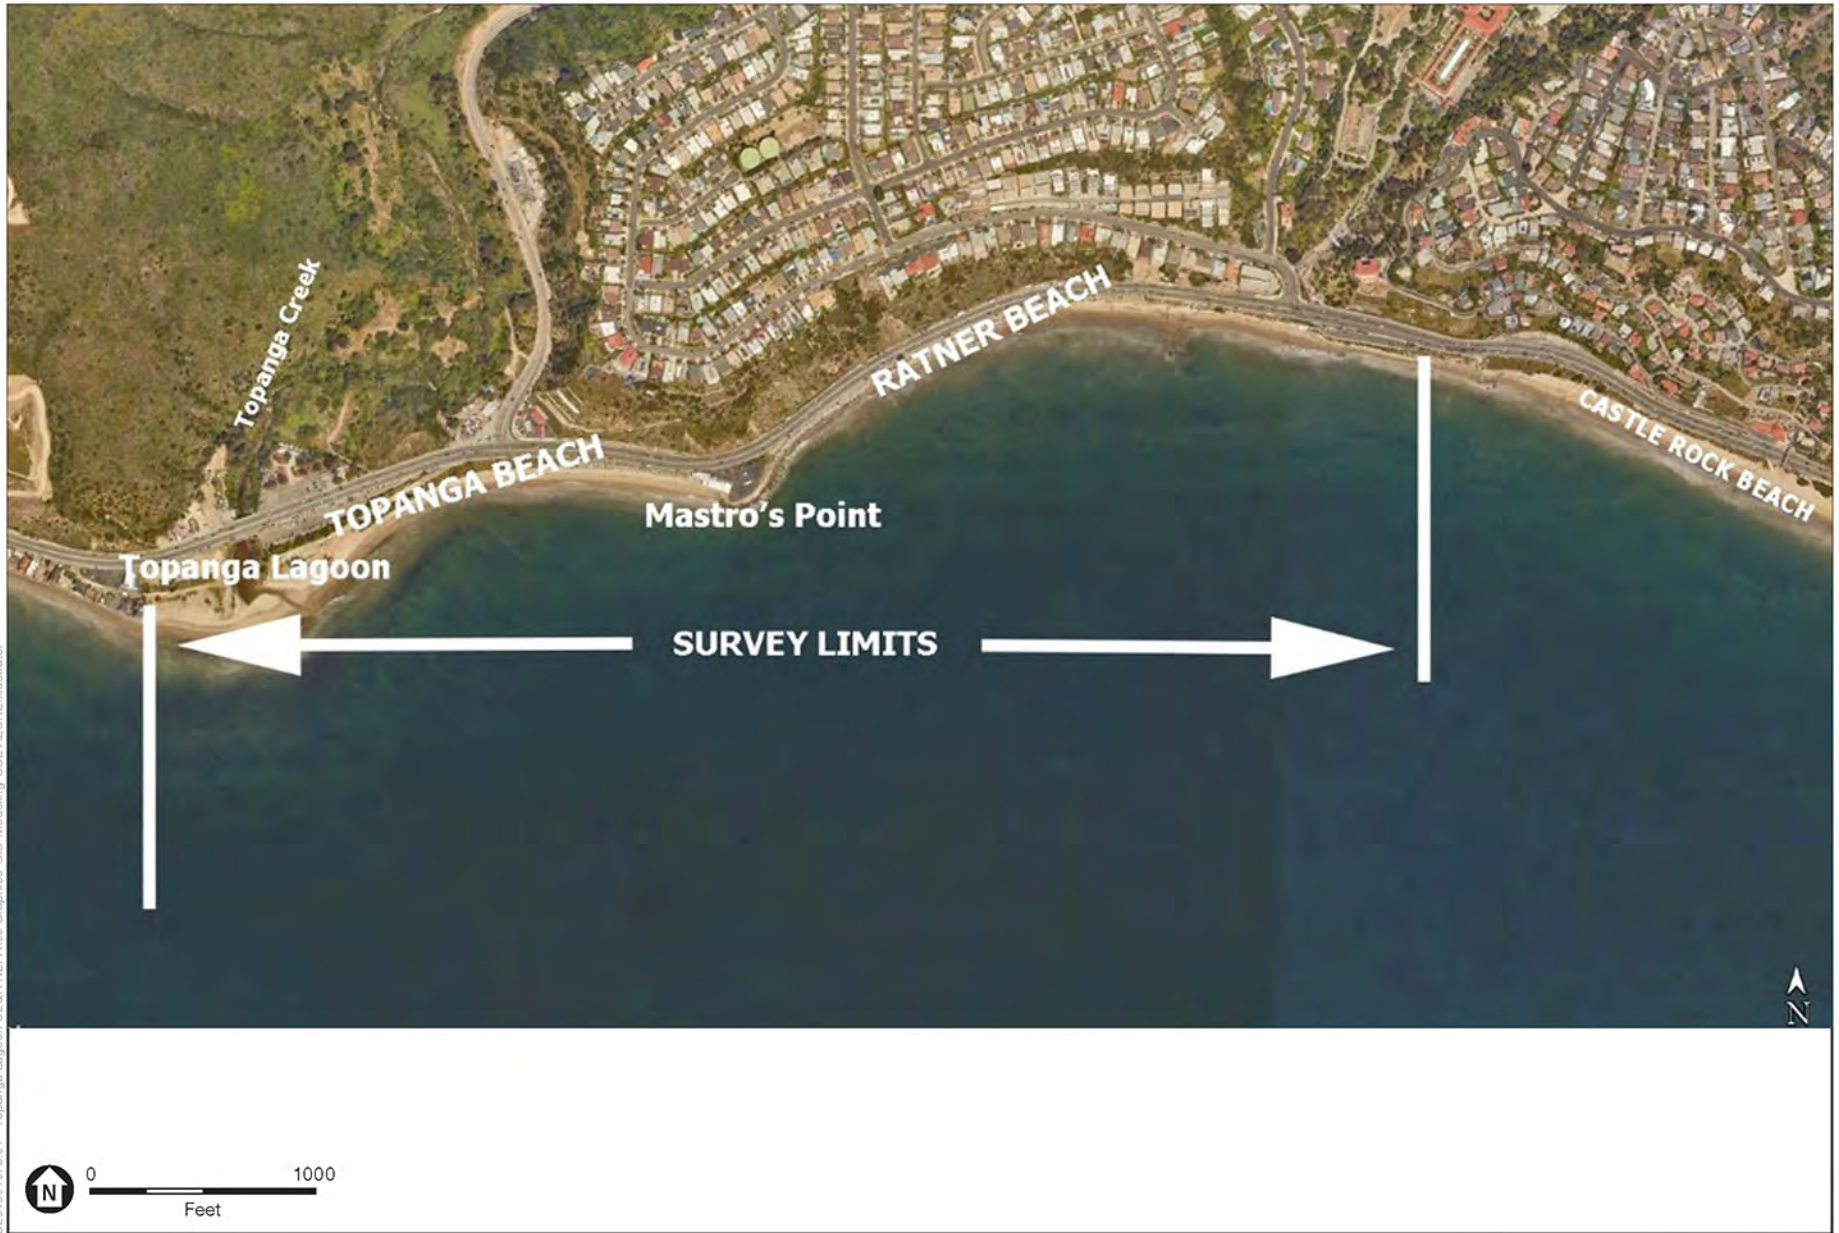 Topanga Creek
RATNER BEACH
CASTLE ROCK BEACH
TOPANGA BEACH
Mastro's Point
Topanga Lagoon
SURVEY LIMITS
N
N
0 1000
Feet